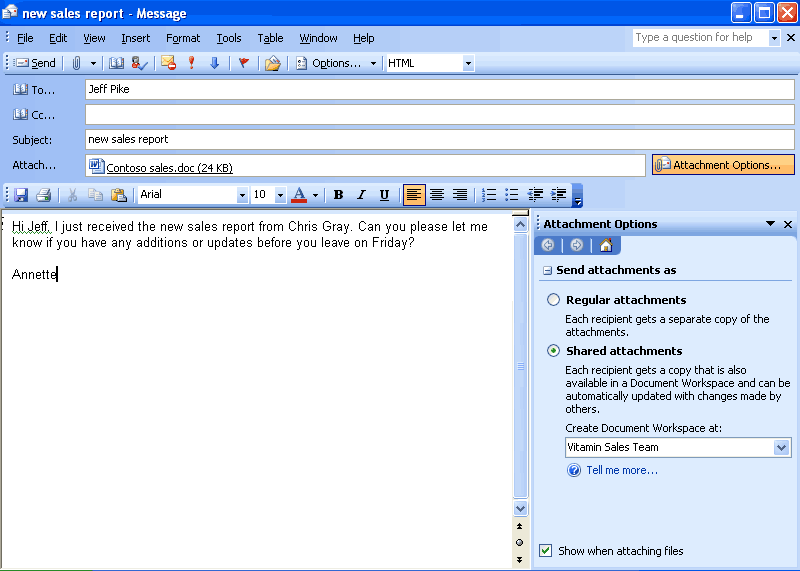 new sales report - Message
File Edit View Insert Format Tools Table Window Help Type a question for help
Send Options... HTML
To... Jeff Pike
Cc...
Subject: new sales report
Attach... Contoso sales.doc (24 KB) Attachment Options...
Arial 10 A B I U
Hi Jeff, I just received the new sales report from Chris Gray. Can you please let me
know if you have any additions or updates before you leave on Friday?
Annette
Attachment Options
Send attachments as
Regular attachments
Each recipient gets a separate copy of the
attachments.
Shared attachments
Each recipient gets a copy that is also
available in a Document Workspace and can be
automatically updated with changes made by
others.
Create Document Workspace at:
Vitamin Sales Team
Tell me more...
Show when attaching files